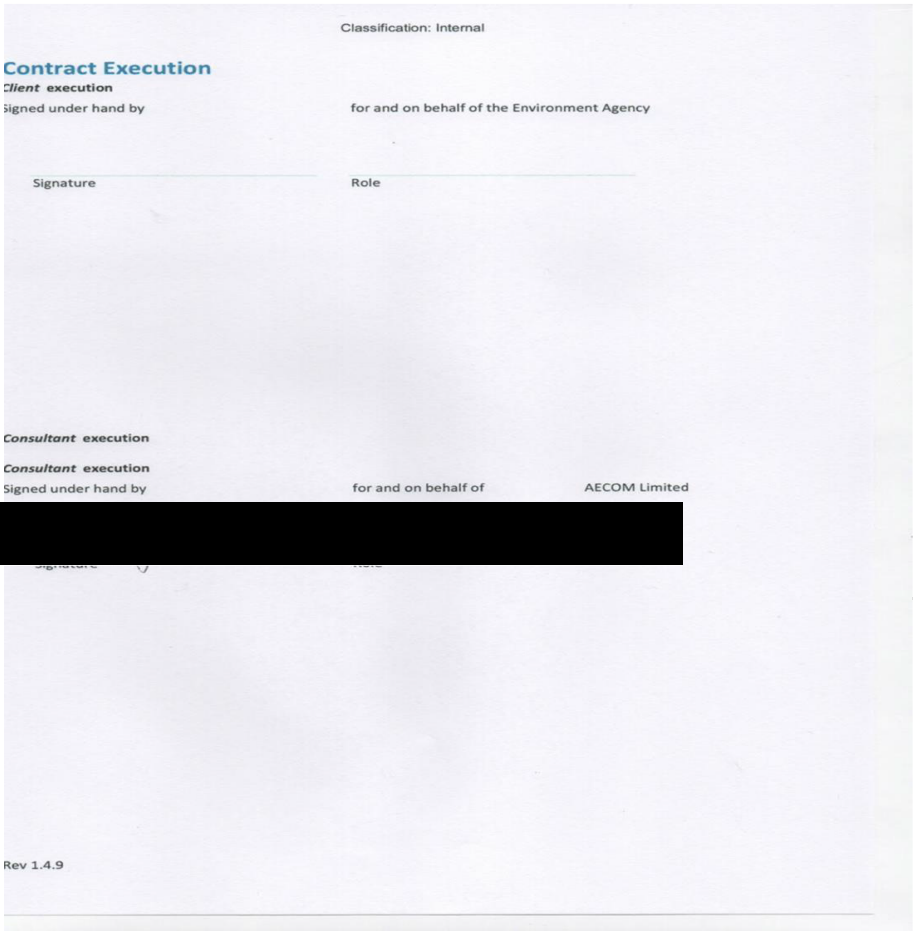 Classification: Internal
Contract Execution
Client execution
Signed under hand by for and on behalf of the Environment Agency
Signature Role
Consultant execution
Consultant execution
Signed under hand by for and on behalf of AECOM Limited
Signature Role
Rev 1.4.9